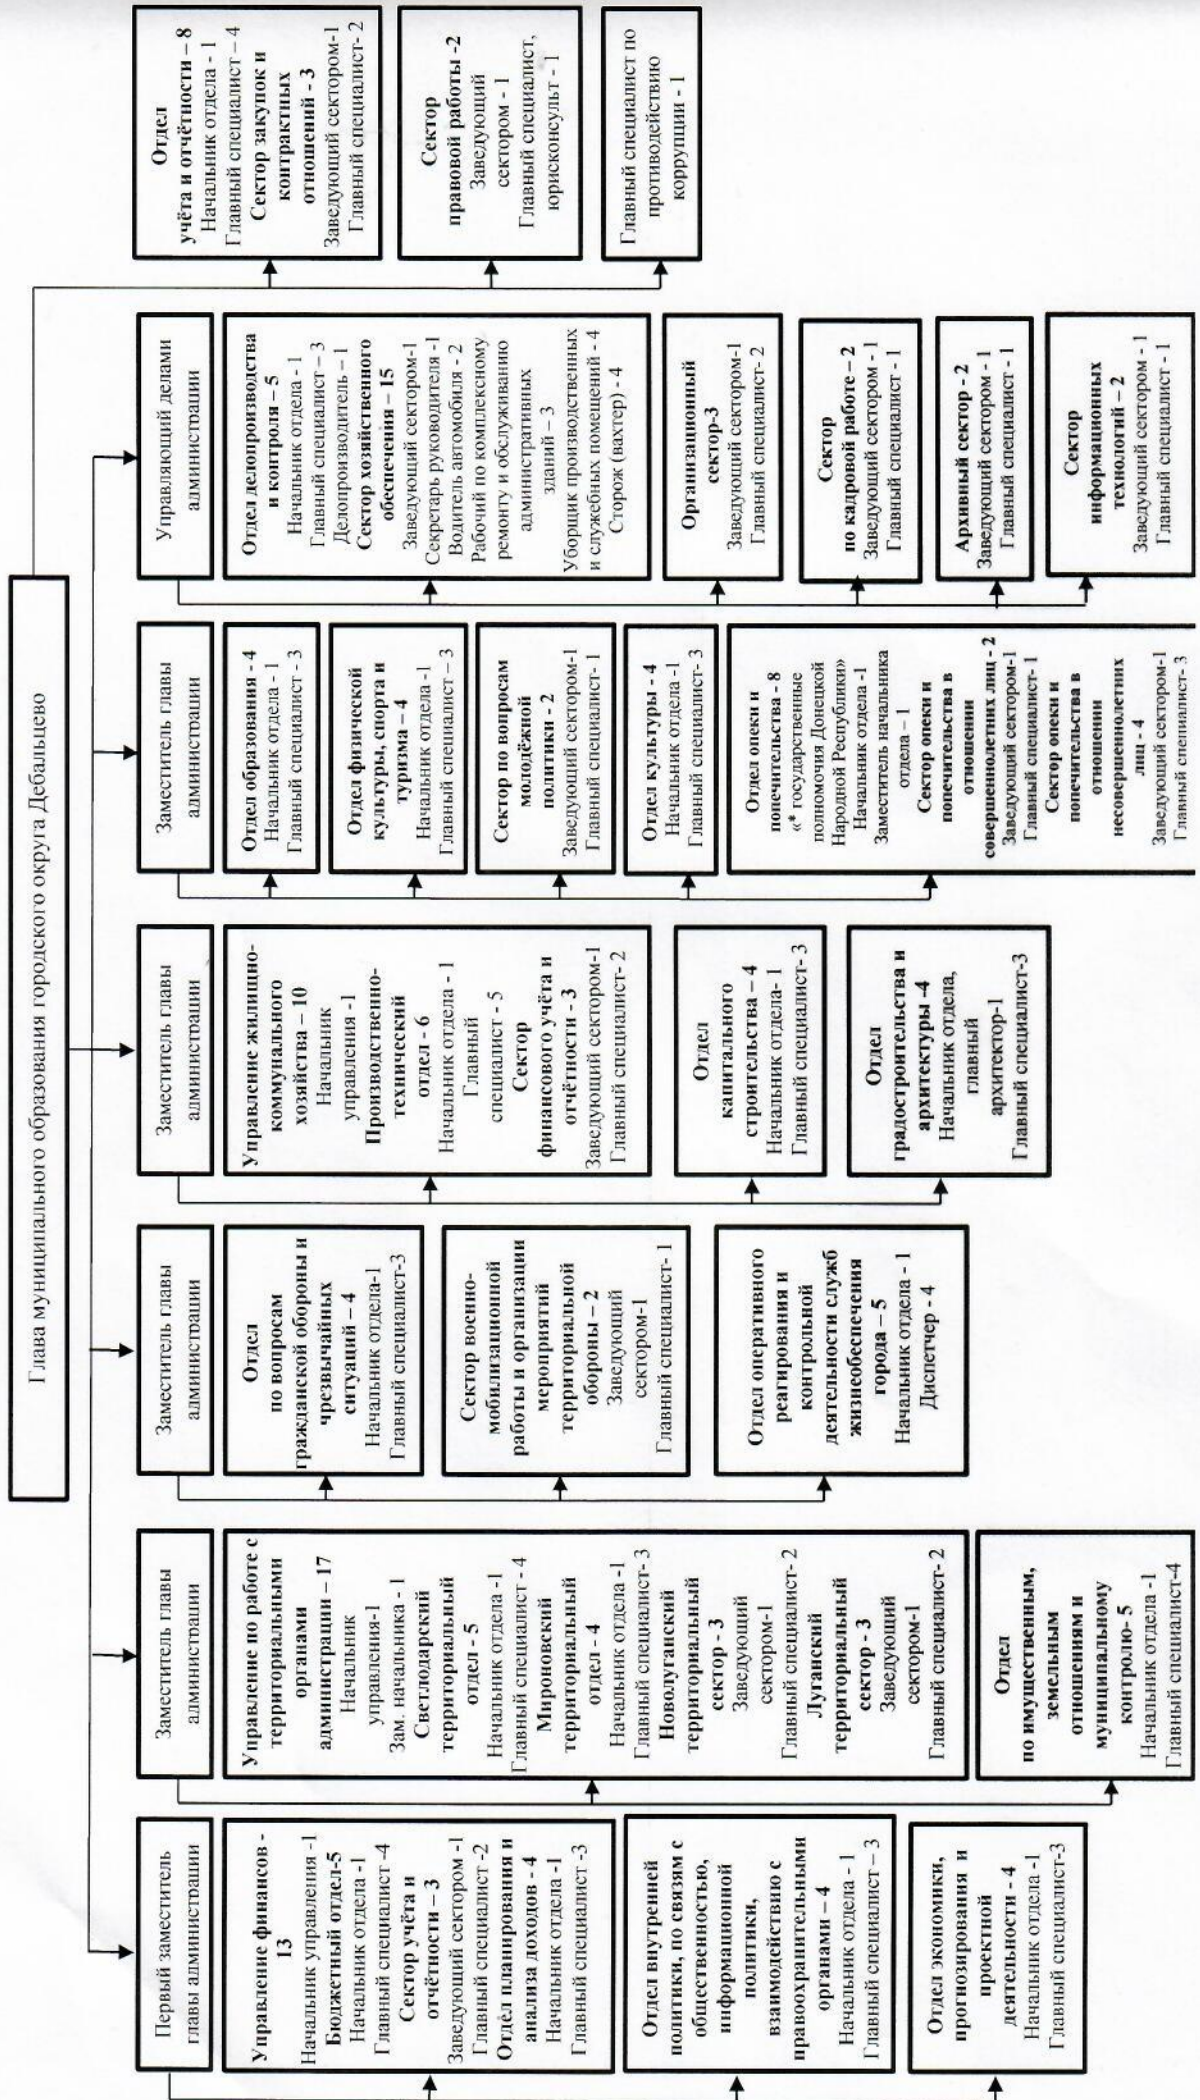 Глава муниципального образования городского округа Дебальцево
Первый заместитель
главы администрации
Управление финансов -
13
Начальник управления -1
Бюджетный отдел-5
Начальник отдела -1
Главный специалист -4
Сектор учёта и
отчётности – 3
Заведующий сектором -1
Главный специалист -2
Отдел планирования и
анализа доходов - 4
Начальник отдела -1
Главный специалист -3
Отдел внутренней
политики, по связям с
общественностью,
информационной
политики,
взаимодействию с
правоохранительными
органами – 4
Начальник отдела - 1
Главный специалист – 3
Отдел экономики,
прогнозирования и
проектной
деятельности - 4
Начальник отдела -1
Главный специалист-3
Заместитель главы
администрации
Управление по работе с
территориальными
органами
администрации – 17
Начальник
управления-1
Зам. начальника - 1
Светлодарский
территориальный
отдел - 5
Начальник отдела -1
Главный специалист - 4
Мироновский
территориальный
отдел - 4
Начальник отдела -1
Главный специалист- 3
Новолуганский
территориальный
сектор - 3
Заведующий
сектором-1
Главный специалист- 2
Луганский
территориальный
сектор - 3
Заведующий
сектором-1
Главный специалист- 2
Отдел
по имущественным,
земельным
отношениям и
муниципальному
контролю- 5
Начальник отдела -1
Главный специалист-4
Заместитель главы
администрации
Отдел
по вопросам
гражданской обороны и
чрезвычайных
ситуаций – 4
Начальник отдела-1
Главный специалист-3
Сектор военно-
мобилизационной
работы и организации
мероприятий
территориальной
обороны – 2
Заведующий
сектором-1
Главный специалист- 1
Отдел оперативного
реагирования и
контрольной
деятельности служб
жизнеобеспечения
города – 5
Начальник отдела - 1
Диспетчер - 4
Заместитель главы
администрации
Управление жилищно-
коммунального
хозяйства – 10
Начальник
управления -1
Производственно-
технический
отдел - 6
Начальник отдела - 1
Главный
специалист - 5
Сектор
финансового учёта и
отчётности - 3
Заведующий сектором-1
Главный специалист- 2
Отдел
капитального
строительства – 4
Начальник отдела- 1
Главный специалист- 3
Отдел
градостроительства и
архитектуры -4
Начальник отдела,
главный
архитектор-1
Главный специалист-3
Заместитель главы
администрации
Отдел образования - 4
Начальник отдела - 1
Главный специалист - 3
Отдел физической
культуры, спорта и
туризма – 4
Начальник отдела -1
Главный специалист – 3
Сектор по вопросам
молодёжной
политики - 2
Заведующий сектором-1
Главный специалист- 1
Отдел культуры - 4
Начальник отдела -1
Главный специалист- 3
Отдел опеки и
попечительства - 8
«* государственные
полномочия Донецкой
Народной Республики»
Начальник отдела -1
Заместитель начальника
отдела – 1
Сектор опеки и
попечительства в
отношении
совершеннолетних лиц - 2
Заведующий сектором-1
Главный специалист- 1
Сектор опеки и
попечительства в
отношении
несовершеннолетних
лиц - 4
Заведующий сектором-1
Главный специалист- 3
Управляющий делами
администрации
Отдел делопроизводства
и контроля – 5
Начальник отдела - 1
Главный специалист – 3
Делопроизводитель – 1
Сектор хозяйственного
обеспечения – 15
Заведующий сектором-1
Секретарь руководителя -1
Водитель автомобиля - 2
Рабочий по комплексному
ремонту и обслуживанию
административных
зданий – 3
Уборщик производственных
и служебных помещений - 4
Сторож (вахтер) - 4
Организационный
сектор-3
Заведующий сектором-1
Главный специалист- 2
Сектор
по кадровой работе – 2
Заведующий сектором - 1
Главный специалист - 1
Архивный сектор - 2
Заведующий сектором - 1
Главный специалист - 1
Сектор
информационных
технологий – 2
Заведующий сектором - 1
Главный специалист - 1
Отдел
учёта и отчётности – 8
Начальник отдела - 1
Главный специалист – 4
Сектор закупок и
контрактных
отношений - 3
Заведующий сектором-1
Главный специалист- 2
Сектор
правовой работы -2
Заведующий
сектором - 1
Главный специалист,
юрисконсульт - 1
Главный специалист по
противодействию
коррупции - 1